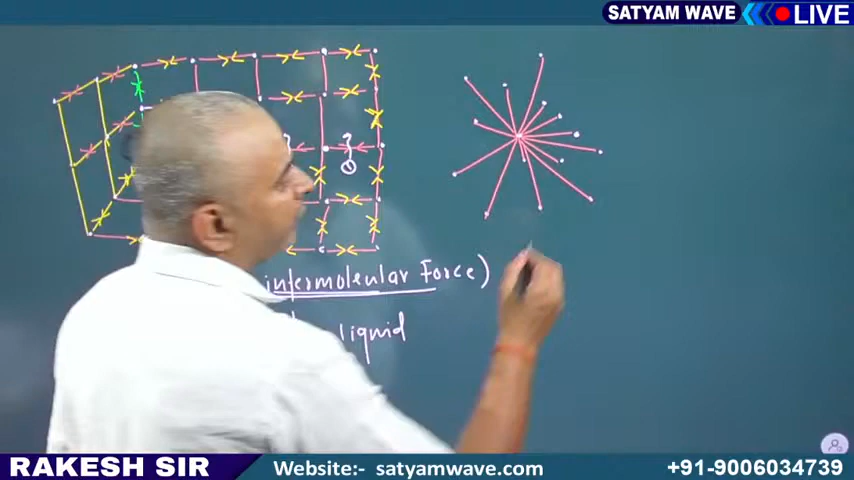 SATYAM WAVE LIVE
intermolecular Force)
liquid
RAKESH SIR Website:- satyamwave.com +91-9006034739